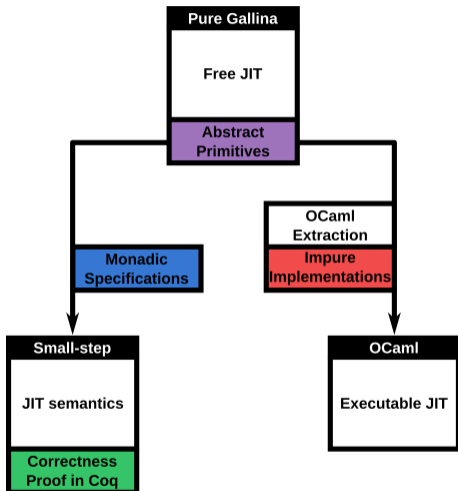 Pure Gallina
Free JIT
Abstract
Primitives
OCaml
Extraction
Monadic
Specifications
Impure
Implementations
Small-step
OCaml
JIT semantics
Executable JIT
Correctness
Proof in Coq